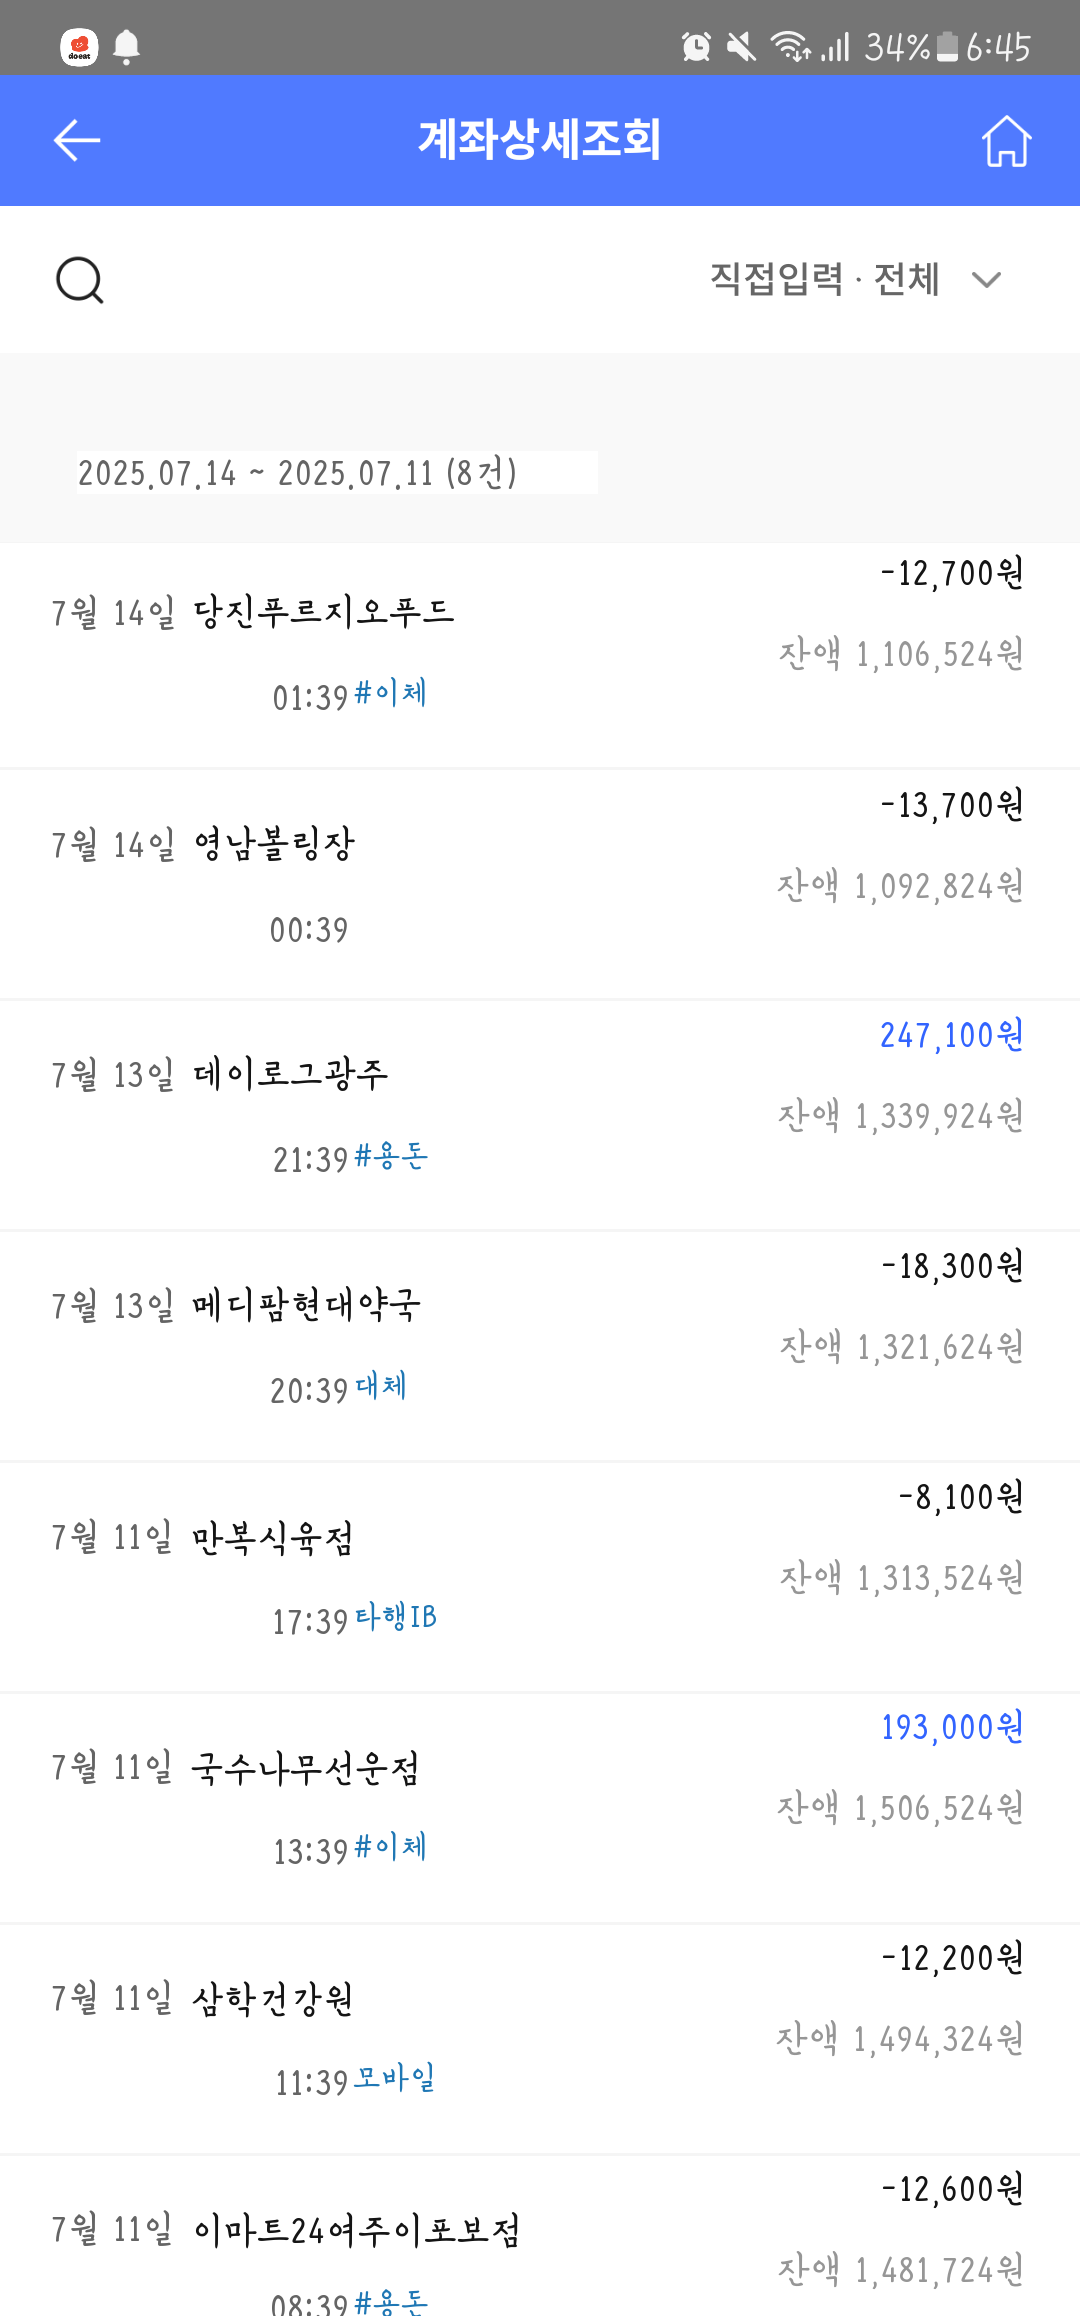 doeat
34% 6:45
계좌상세조회
직접입력 · 전체
2025.07.14 ~ 2025.07.11 (8건)
-12,700원
7월 14일 당진푸르지오푸드
잔액 1,106,524원
01:39 #이체
-13,700원
7월 14일 영남볼링장
잔액 1,092,824원
00:39
247,100원
7월 13일 데이로그광주
잔액 1,339,924원
21:39 #용돈
-18,300원
7월 13일 메디팜현대약국
잔액 1,321,624원
20:39 대체
-8,100원
7월 11일 만복식육점
잔액 1,313,524원
17:39 타행IB
193,000원
7월 11일 국수나무선운점
잔액 1,506,524원
13:39 #이체
-12,200원
7월 11일 삼학건강원
잔액 1,494,324원
11:39 모바일
-12,600원
7월 11일 이마트24여주이포보점
잔액 1,481,724원
08:39 #용돈